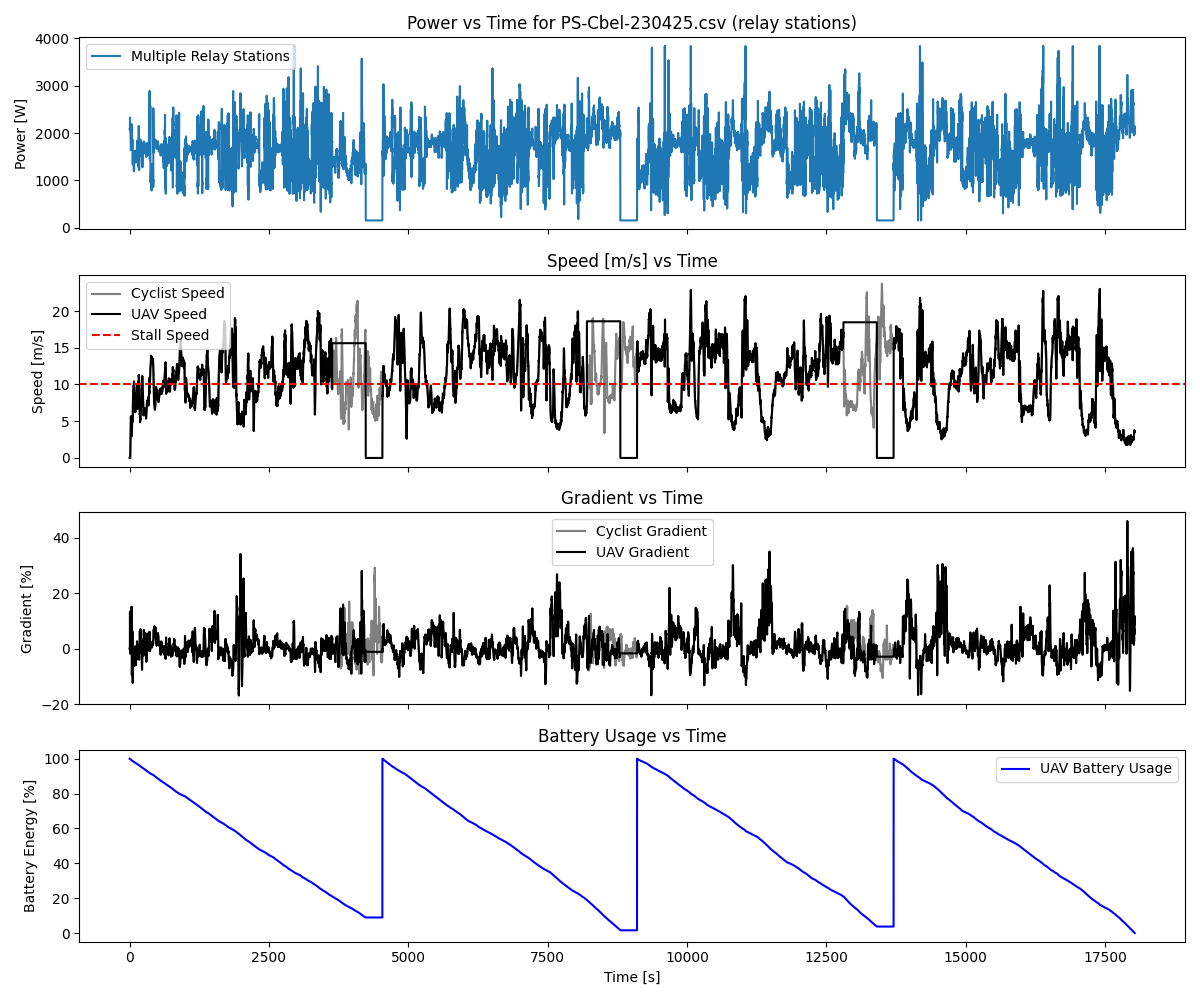 Power vs Time for PS-Cbel-230425.csv (relay stations)
4000
3000
2000
1000
0
Power [W]
Multiple Relay Stations
Speed [m/s] vs Time
20
15
10
5
0
Speed [m/s]
Cyclist Speed
UAV Speed
Stall Speed
Gradient vs Time
40
20
0
−20
Gradient [%]
Cyclist Gradient
UAV Gradient
Battery Usage vs Time
100
80
60
40
20
0
Battery Energy [%]
UAV Battery Usage
0 2500 5000 7500 10000 12500 15000 17500
Time [s]